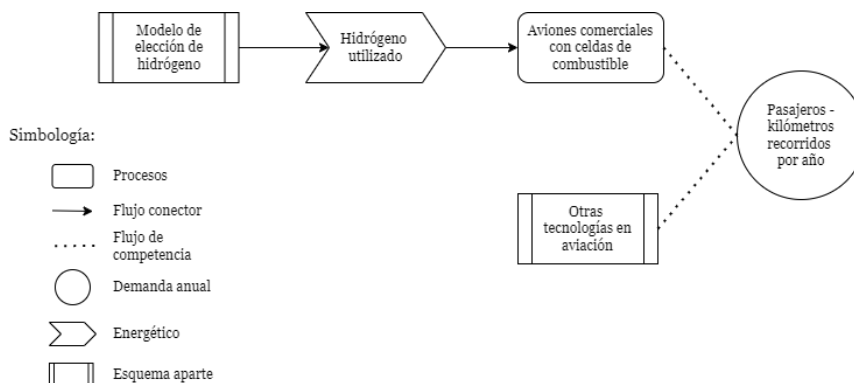 Modelo de
elección de
hidrógeno
Hidrógeno
utilizado
Aviones comerciales
con celdas de
combustible
Pasajeros -
kilómetros
recorridos
por año
Otras
tecnologías en
aviación
Simbología:
Procesos
Flujo conector
Flujo de
competencia
Demanda anual
Energético
Esquema aparte